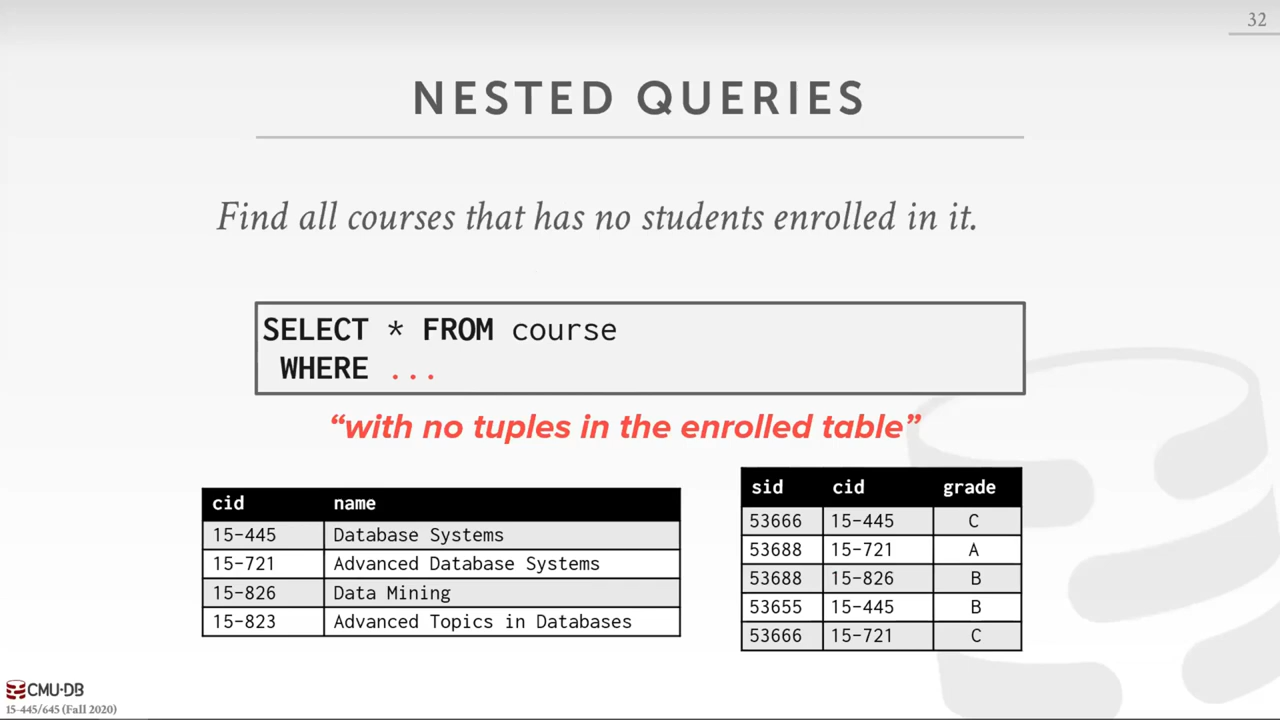 32
NESTED QUERIES
Find all courses that has no students enrolled in it.
SELECT * FROM course
WHERE ...
“with no tuples in the enrolled table”
cid name
15-445 Database Systems
15-721 Advanced Database Systems
15-826 Data Mining
15-823 Advanced Topics in Databases
sid cid grade
53666 15-445 C
53688 15-721 A
53688 15-826 B
53655 15-445 B
53666 15-721 C
CMU·DB
15-445/645 (Fall 2020)